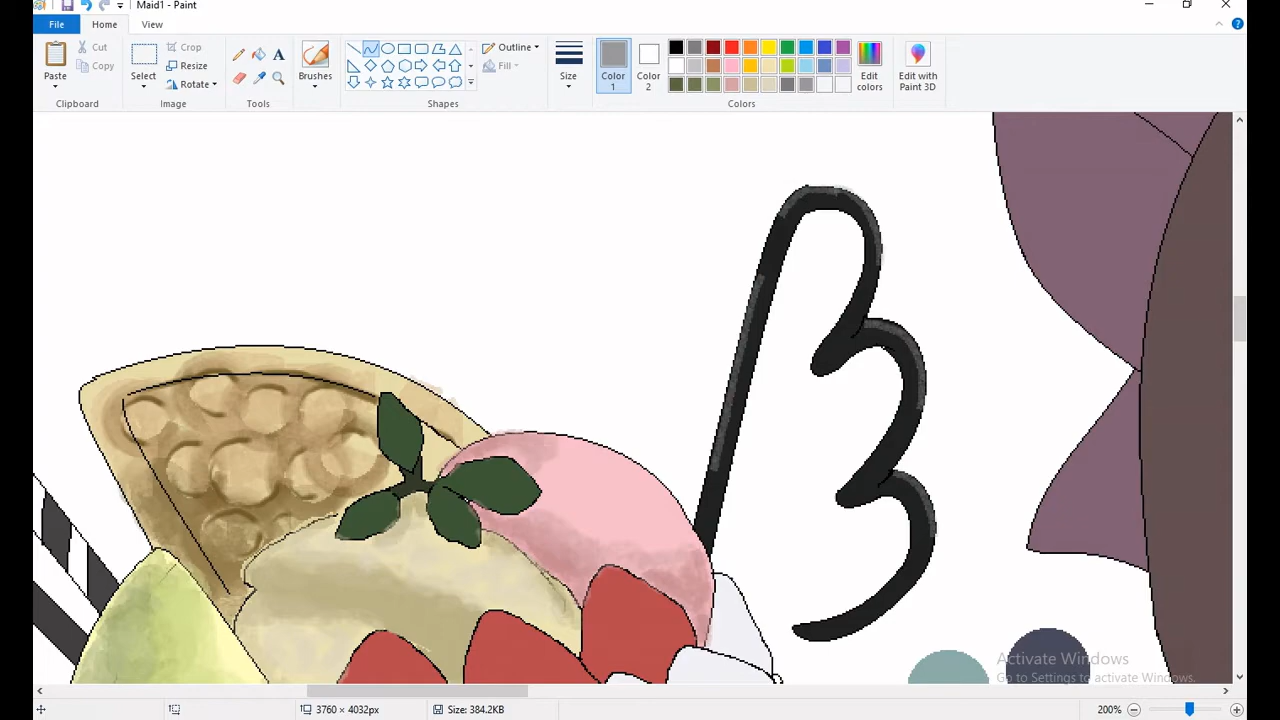 Maid1 - Paint
File
Home
View
Paste
Cut
Copy
Clipboard
Select
Crop
Resize
Rotate
Image
A
Tools
Brushes
Outline
Fill
Shapes
Size
Color
1
Color
2
Edit
colors
Colors
Edit with
Paint 3D
Activate Windows
Go to Settings to activate Windows.
3760 × 4032px
Size: 384.2KB
200%